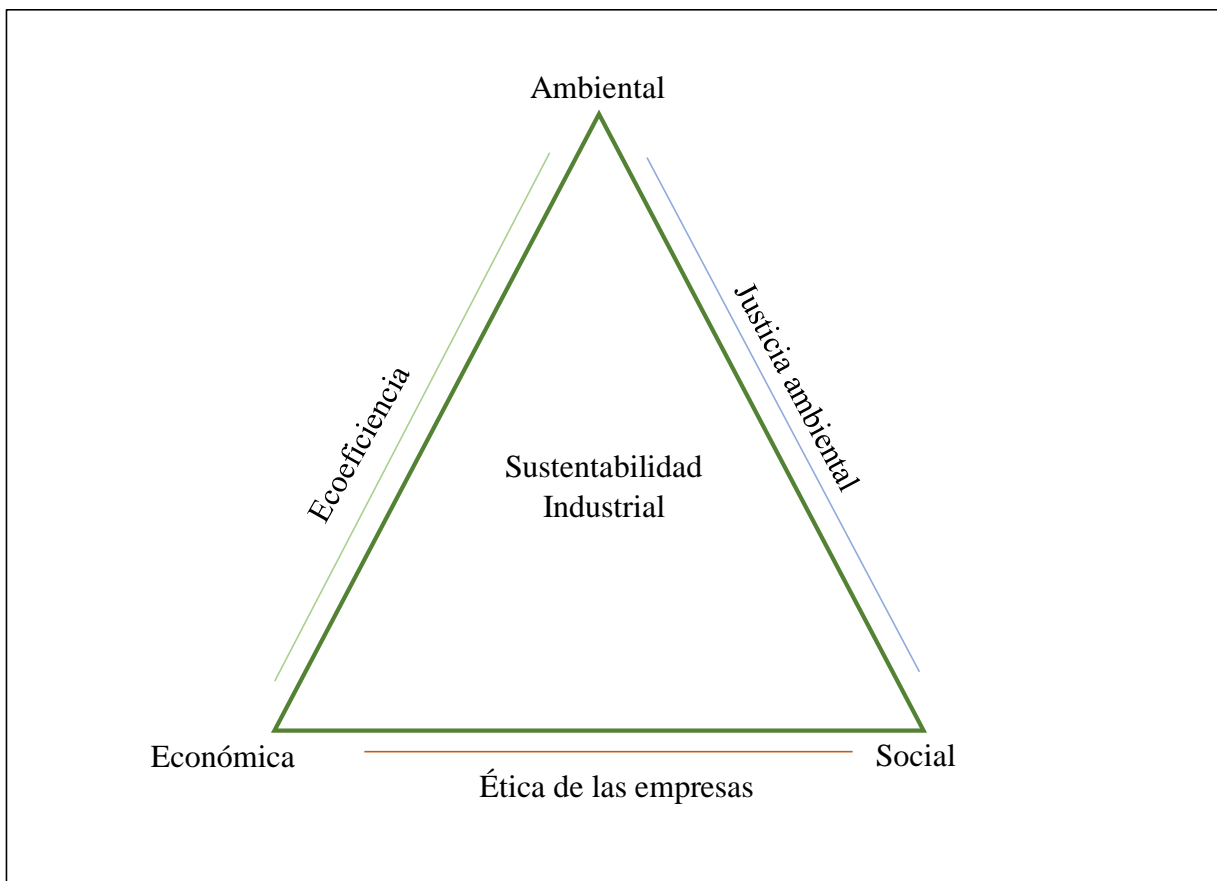 Ambiental
Ecoeficiencia
Justicia ambiental
Sustentabilidad
Industrial
Económica
Social
Ética de las empresas